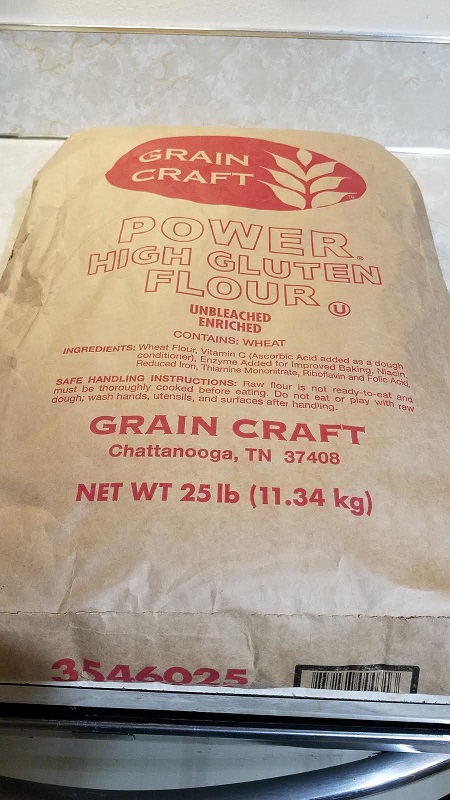 GRAIN
CRAFT
POWER®
HIGH GLUTEN
FLOUR
U
UNBLEACHED
ENRICHED
CONTAINS: WHEAT
INGREDIENTS: Wheat Flour, Vitamin C (Ascorbic Acid added as a dough
conditioner), Enzyme Added for Improved Baking, Niacin,
Reduced Iron, Thiamine Mononitrate, Riboflavin and Folic Acid.
SAFE HANDLING INSTRUCTIONS: Raw flour is not ready-to-eat and
must be thoroughly cooked before eating. Do not eat or play with raw
dough; wash hands, utensils, and surfaces after handling.
GRAIN CRAFT
Chattanooga, TN 37408
NET WT 25 lb (11.34 kg)
3546025